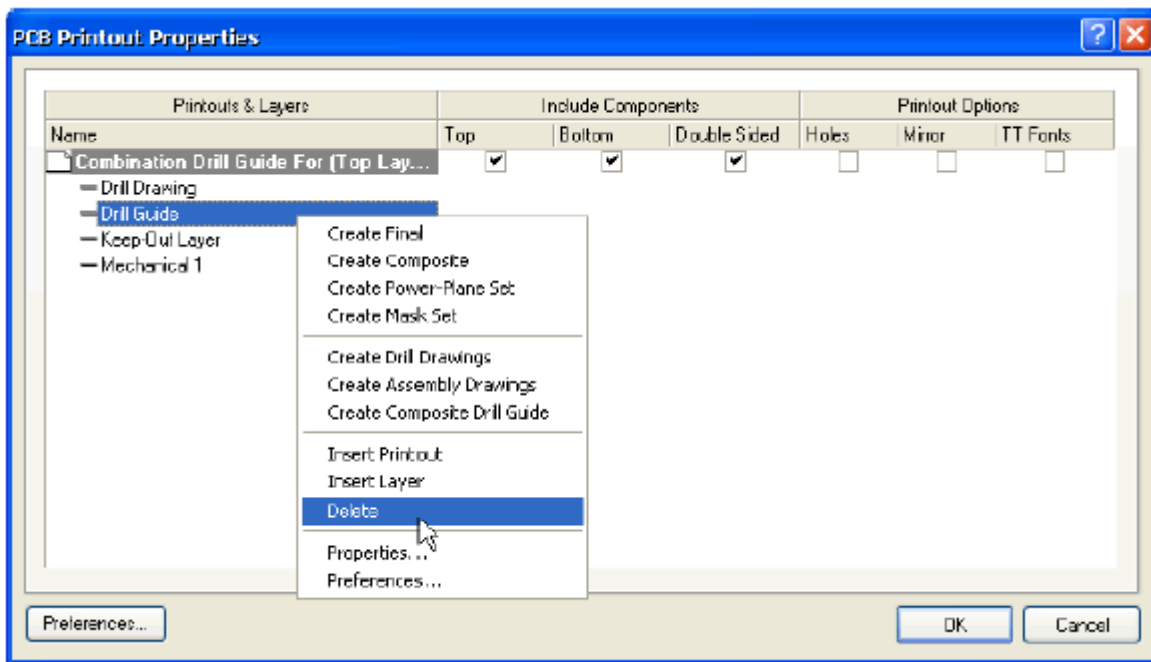 PCB Printout Properties
Printouts & Layers Include Components Printout Options
Name Top Bottom Double Sided Holes Mirror TT Fonts
Combination Drill Guide For (Top Lay...
Drill Drawing
Drill Guide
Keep-Out Layer
Mechanical 1
Create Final
Create Composite
Create Power-Plane Set
Create Mask Set
Create Drill Drawings
Create Assembly Drawings
Create Composite Drill Guide
Insert Printout
Insert Layer
Delete
Properties...
Preferences...
Preferences... OK Cancel